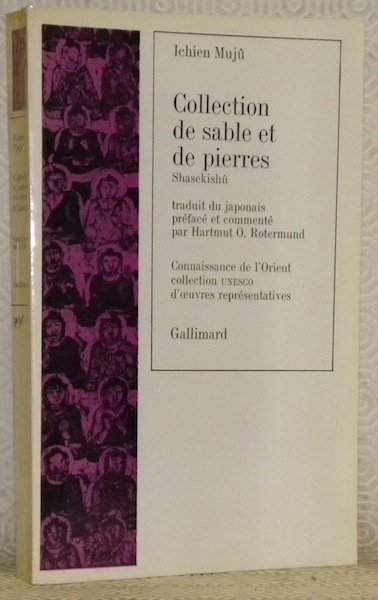 Ichien Mujû
Collection
de sable et
de pierres
Shasekishû
traduit du japonais
préfacé et commenté
par Hartmut O. Rotermund
Connaissance de l'Orient
collection UNESCO
d'œuvres représentatives
Gallimard
nrf